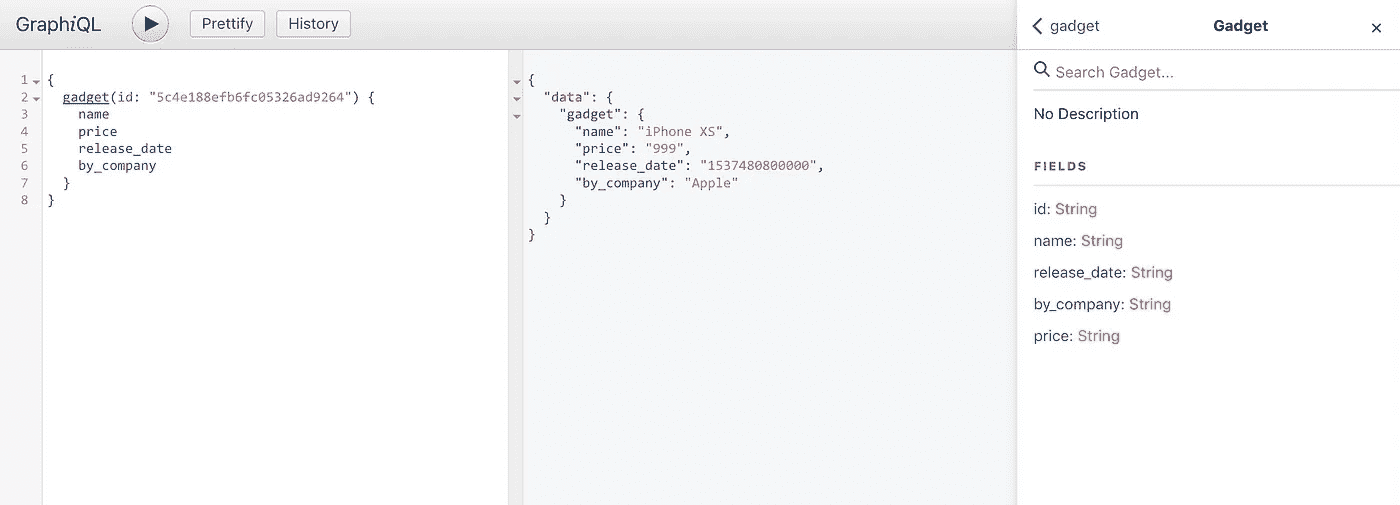 GraphiQL
Prettify
History
1 {
2 gadget(id: "5c4e188efb6fc05326ad9264") {
3 name
4 price
5 release_date
6 by_company
7 }
8 }
{
"data": {
"gadget": {
"name": "iPhone XS",
"price": "999",
"release_date": "1537480800000",
"by_company": "Apple"
}
}
}
gadget
Gadget
×
Search Gadget...
No Description
FIELDS
id: String
name: String
release_date: String
by_company: String
price: String